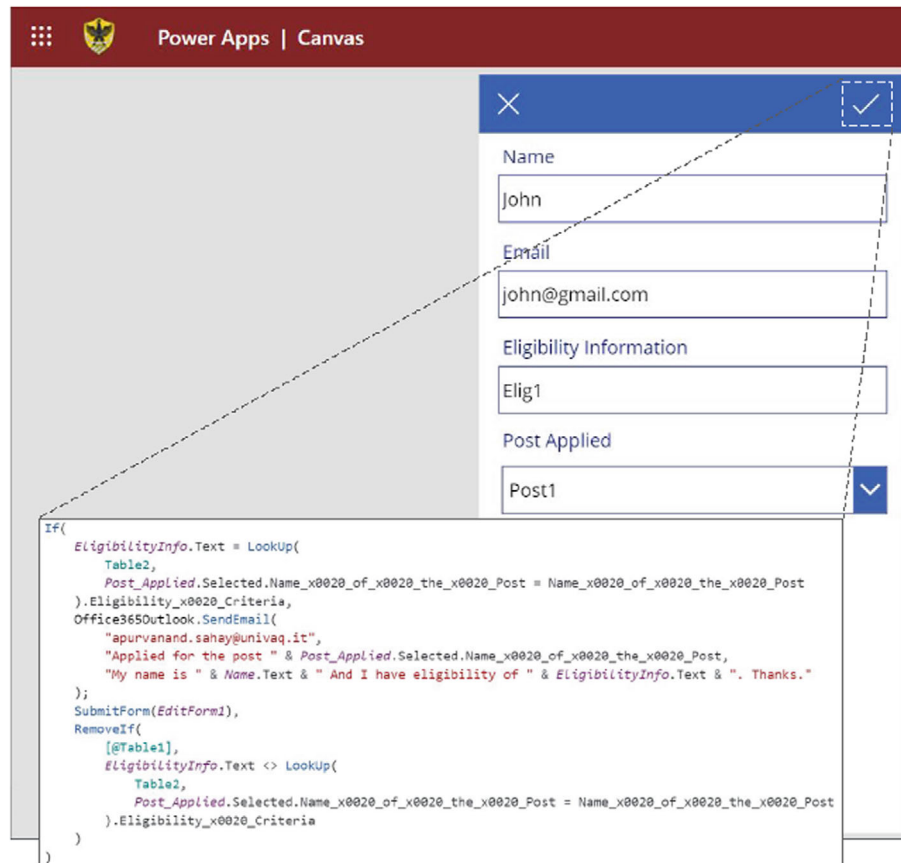 Power Apps | Canvas
Name
John
Email
john@gmail.com
Eligibility Information
Elig1
Post Applied
Post1
If(
    EligibilityInfo.Text = LookUp(
        Table2,
        Post_Applied.Selected.Name_x0020_of_x0020_the_x0020_Post = Name_x0020_of_x0020_the_x0020_Post
    ).Eligibility_x0020_Criteria,
    Office365Outlook.SendEmail(
        "apurvanand.sahay@univaq.it",
        "Applied for the post " & Post_Applied.Selected.Name_x0020_of_x0020_the_x0020_Post,
        "My name is " & Name.Text & " And I have eligibility of " & EligibilityInfo.Text & ". Thanks."
    );
    SubmitForm(EditForm1),
    RemoveIf(
        [@Table1],
        EligibilityInfo.Text <> LookUp(
            Table2,
            Post_Applied.Selected.Name_x0020_of_x0020_the_x0020_Post = Name_x0020_of_x0020_the_x0020_Post
        ).Eligibility_x0020_Criteria
    )
)